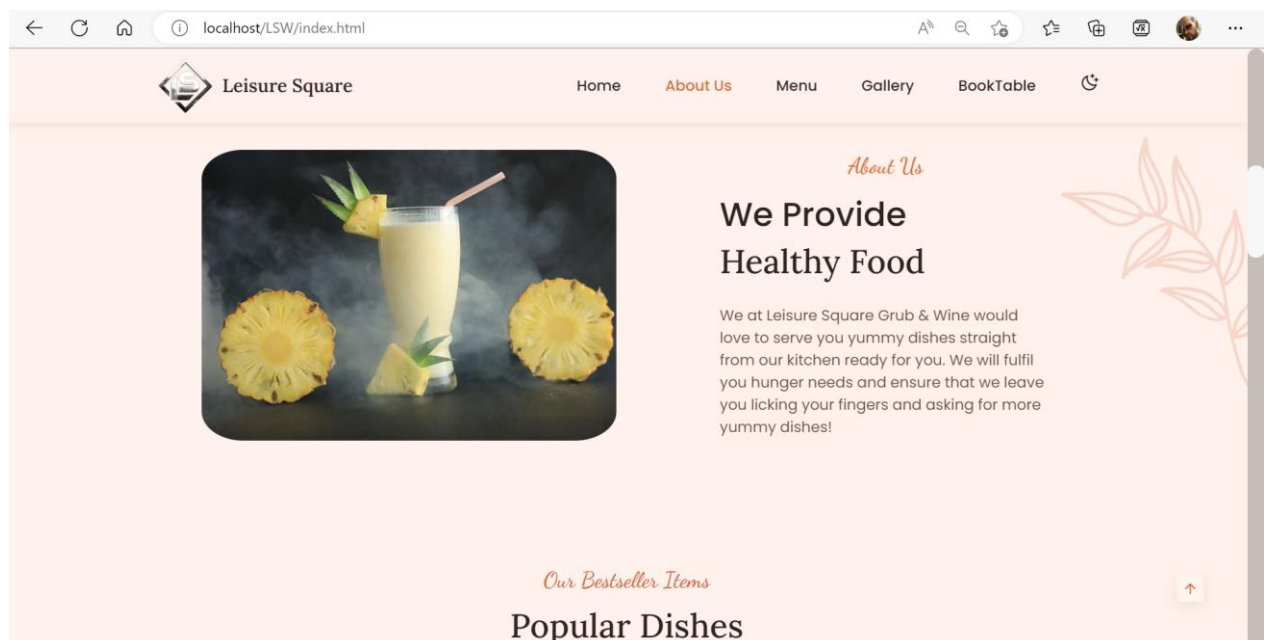 localhost/LSW/index.html
Leisure Square
Home
About Us
Menu
Gallery
BookTable
About Us
We Provide
Healthy Food
We at Leisure Square Grub & Wine would
love to serve you yummy dishes straight
from our kitchen ready for you. We will fulfil
you hunger needs and ensure that we leave
you licking your fingers and asking for more
yummy dishes!
Our Bestseller Items
Popular Dishes